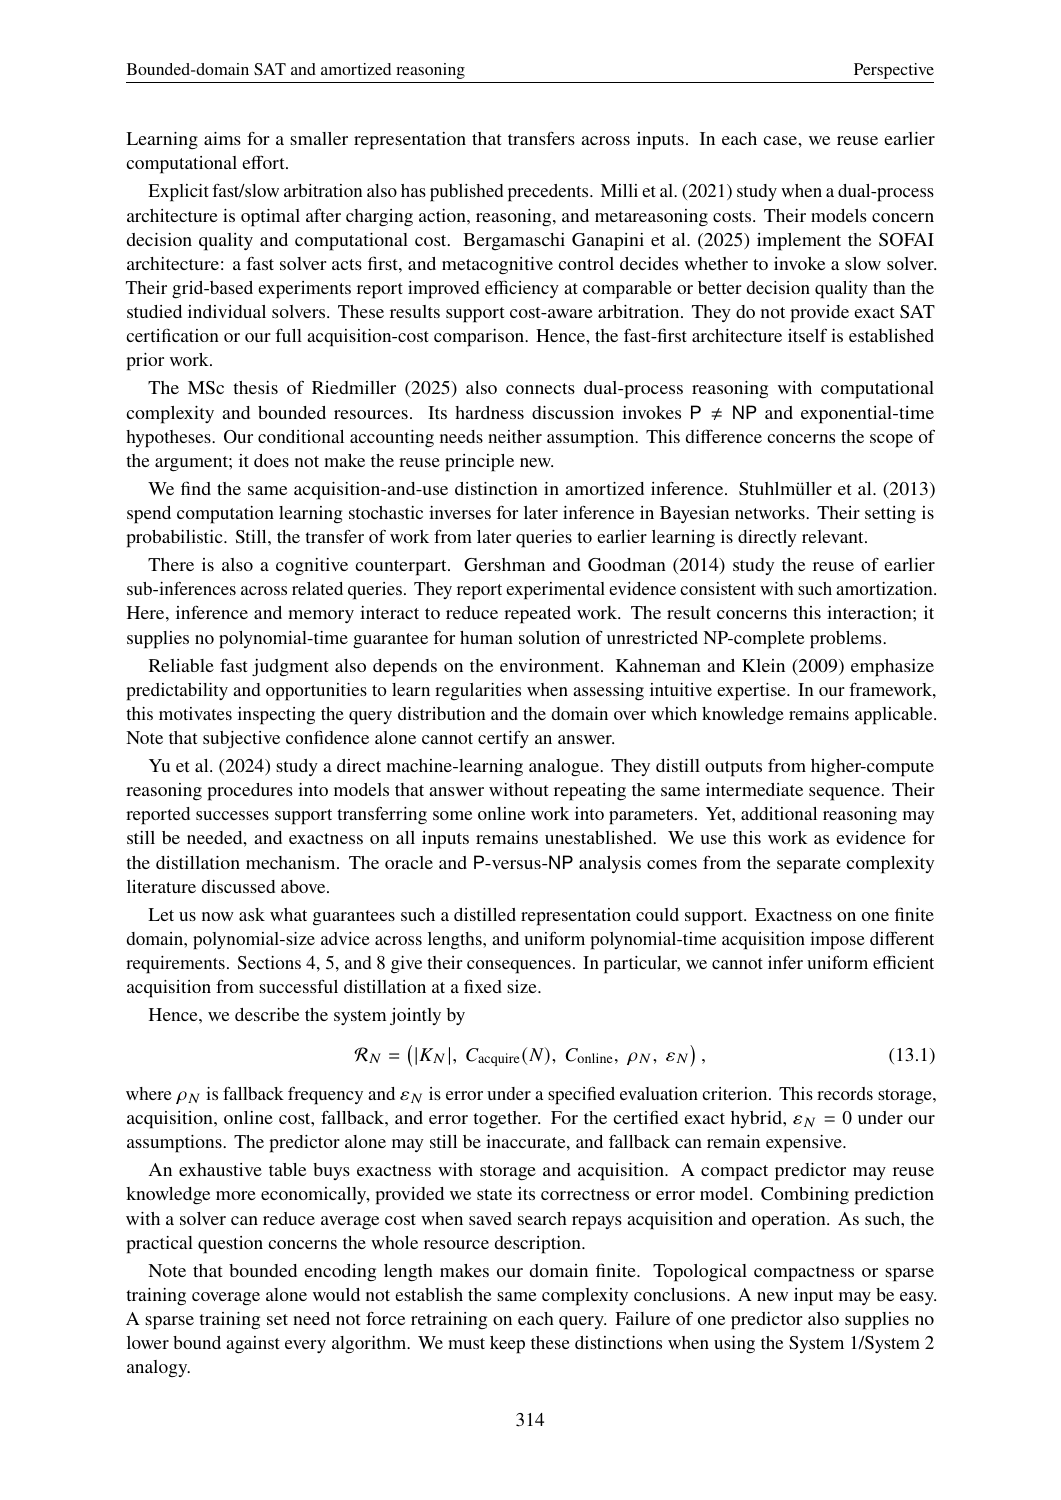 Bounded-domain SAT and amortized reasoning Perspective
Learning aims for a smaller representation that transfers across inputs. In each case, we reuse earlier
computational effort.
Explicit fast/slow arbitration also has published precedents. Milli et al. (2021) study when a dual-process
architecture is optimal after charging action, reasoning, and metareasoning costs. Their models concern
decision quality and computational cost. Bergamaschi Ganapini et al. (2025) implement the SOFAI
architecture: a fast solver acts first, and metacognitive control decides whether to invoke a slow solver.
Their grid-based experiments report improved efficiency at comparable or better decision quality than the
studied individual solvers. These results support cost-aware arbitration. They do not provide exact SAT
certification or our full acquisition-cost comparison. Hence, the fast-first architecture itself is established
prior work.
The MSc thesis of Riedmiller (2025) also connects dual-process reasoning with computational
complexity and bounded resources. Its hardness discussion invokes P ≠ NP and exponential-time
hypotheses. Our conditional accounting needs neither assumption. This difference concerns the scope of
the argument; it does not make the reuse principle new.
We find the same acquisition-and-use distinction in amortized inference. Stuhlmüller et al. (2013)
spend computation learning stochastic inverses for later inference in Bayesian networks. Their setting is
probabilistic. Still, the transfer of work from later queries to earlier learning is directly relevant.
There is also a cognitive counterpart. Gershman and Goodman (2014) study the reuse of earlier
sub-inferences across related queries. They report experimental evidence consistent with such amortization.
Here, inference and memory interact to reduce repeated work. The result concerns this interaction; it
supplies no polynomial-time guarantee for human solution of unrestricted NP-complete problems.
Reliable fast judgment also depends on the environment. Kahneman and Klein (2009) emphasize
predictability and opportunities to learn regularities when assessing intuitive expertise. In our framework,
this motivates inspecting the query distribution and the domain over which knowledge remains applicable.
Note that subjective confidence alone cannot certify an answer.
Yu et al. (2024) study a direct machine-learning analogue. They distill outputs from higher-compute
reasoning procedures into models that answer without repeating the same intermediate sequence. Their
reported successes support transferring some online work into parameters. Yet, additional reasoning may
still be needed, and exactness on all inputs remains unestablished. We use this work as evidence for
the distillation mechanism. The oracle and P-versus-NP analysis comes from the separate complexity
literature discussed above.
Let us now ask what guarantees such a distilled representation could support. Exactness on one finite
domain, polynomial-size advice across lengths, and uniform polynomial-time acquisition impose different
requirements. Sections 4, 5, and 8 give their consequences. In particular, we cannot infer uniform efficient
acquisition from successful distillation at a fixed size.
Hence, we describe the system jointly by
ℛ_N = (|K_N|, C_acquire(N), C_online, ρ_N, ε_N), (13.1)
where ρ_N is fallback frequency and ε_N is error under a specified evaluation criterion. This records storage,
acquisition, online cost, fallback, and error together. For the certified exact hybrid, ε_N = 0 under our
assumptions. The predictor alone may still be inaccurate, and fallback can remain expensive.
An exhaustive table buys exactness with storage and acquisition. A compact predictor may reuse
knowledge more economically, provided we state its correctness or error model. Combining prediction
with a solver can reduce average cost when saved search repays acquisition and operation. As such, the
practical question concerns the whole resource description.
Note that bounded encoding length makes our domain finite. Topological compactness or sparse
training coverage alone would not establish the same complexity conclusions. A new input may be easy.
A sparse training set need not force retraining on each query. Failure of one predictor also supplies no
lower bound against every algorithm. We must keep these distinctions when using the System 1/System 2
analogy.
314